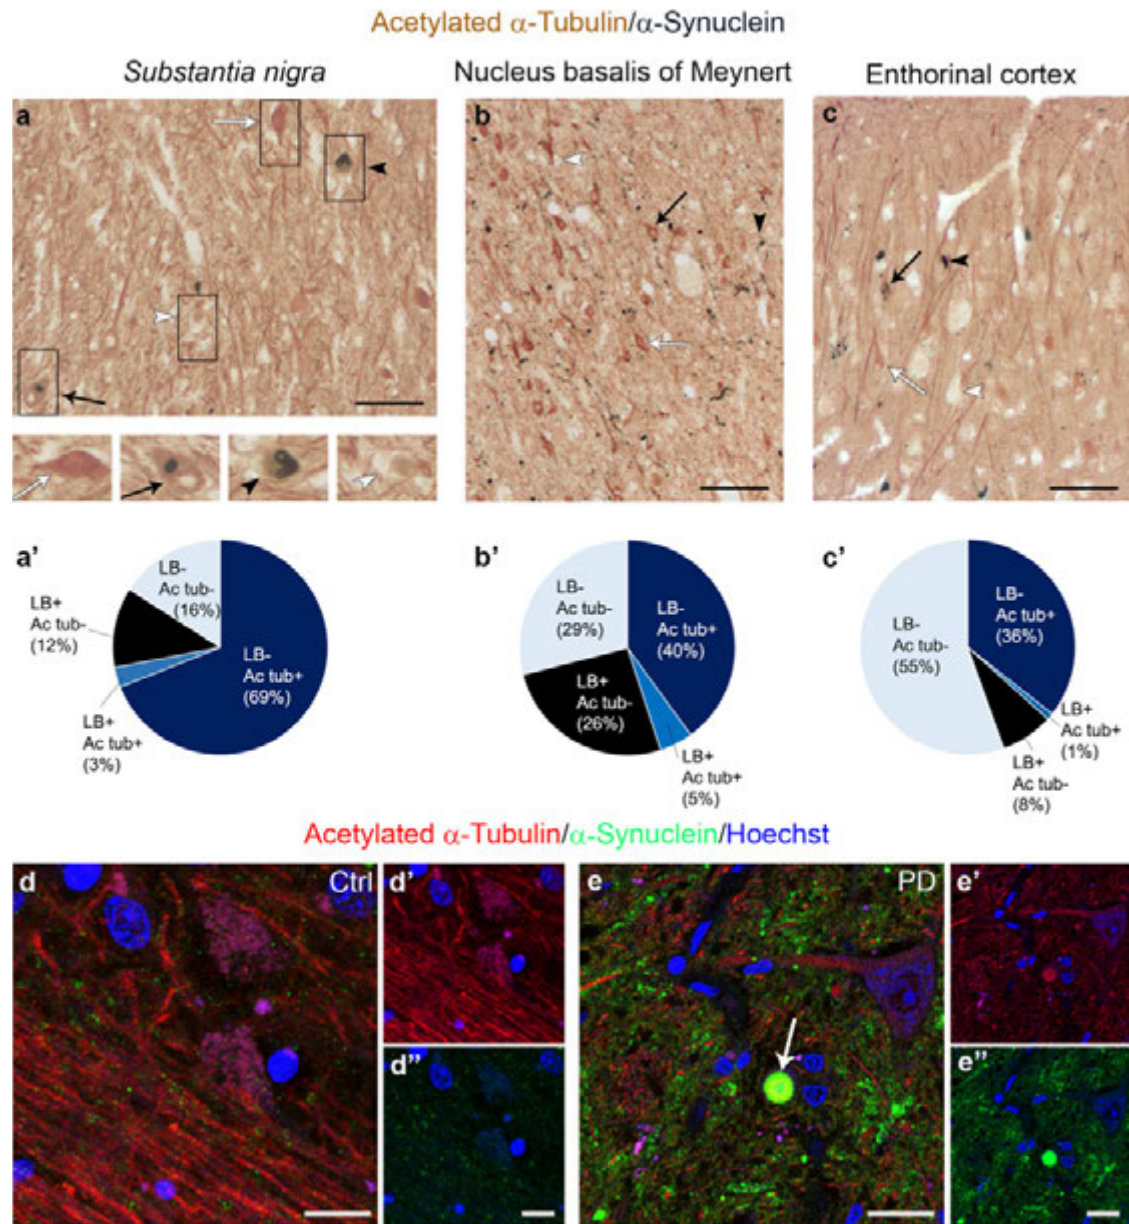 Acetylated α-Tubulin/α-Synuclein
Substantia nigra
Nucleus basalis of Meynert
Enthorinal cortex
a
b
c
a'
LB-
Ac tub-
(16%)
LB+
Ac tub-
(12%)
LB-
Ac tub+
(69%)
LB+
Ac tub+
(3%)
b'
LB-
Ac tub-
(29%)
LB-
Ac tub+
(40%)
LB+
Ac tub-
(26%)
LB+
Ac tub+
(5%)
c'
LB-
Ac tub-
(55%)
LB-
Ac tub+
(36%)
LB+
Ac tub+
(1%)
LB+
Ac tub-
(8%)
Acetylated α-Tubulin/α-Synuclein/Hoechst
d
Ctrl
d'
d"
e
PD
e'
e"